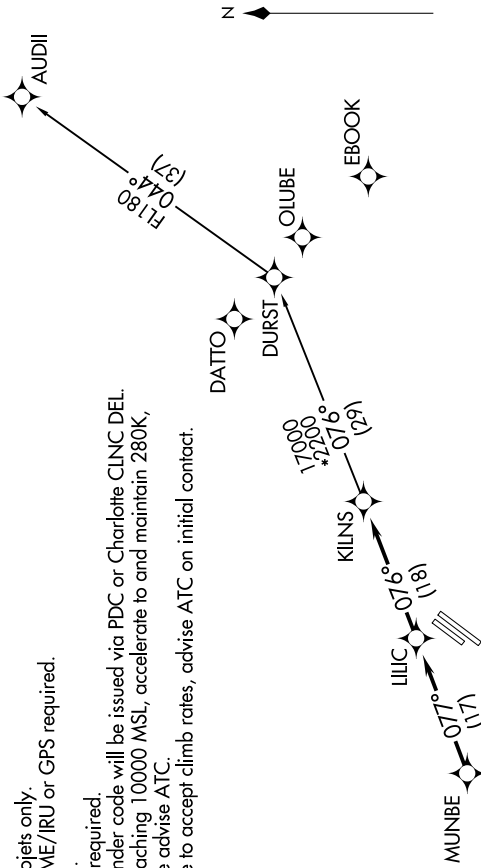 ojets only.
ME/IRU or GPS required.
required.
nder code will be issued via PDC or Charlotte CLNC DEL.
aching 10000 MSL, accelerate to and maintain 280K,
e advise ATC.
e to accept climb rates, advise ATC on initial contact.
N
AUDII
FL180
044°
(37)
EBOOK
OLUBE
DATTO
DURST
17000
*2200
076°
(29)
KILNS
076°
(18)
LILIC
077°
(17)
MUNBE